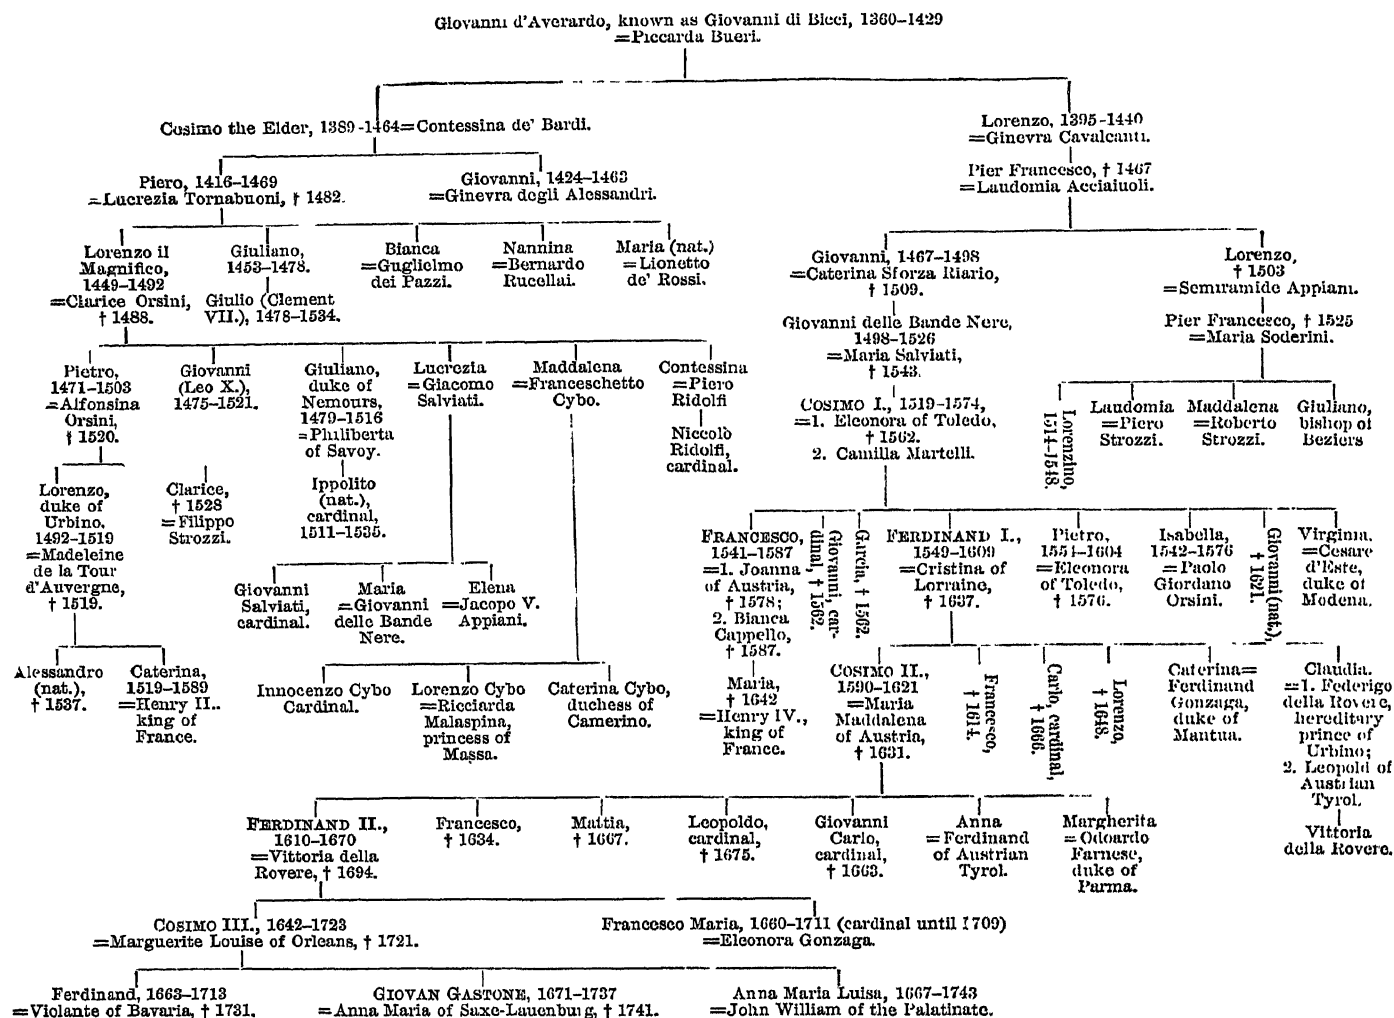 Giovanni d'Averardo, known as Giovanni di Bicci, 1360–1429
=Piccarda Bueri.
Cosimo the Elder, 1389-1464=Contessina de' Bardi.
Lorenzo, 1395-1440
=Ginevra Cavalcanti.
Piero, 1416–1469
=Lucrezia Tornabuoni, † 1482.
Giovanni, 1424–1463
=Ginevra degli Alessandri.
Pier Francesco, † 1467
=Laudomia Acciaiuoli.
Lorenzo il
Magnifico,
1449-1492
=Clarice Orsini,
† 1488.
Giuliano,
1453–1478.
Giulio (Clement
VII.), 1478-1534.
Bianca
=Guglielmo
dei Pazzi.
Nannina
=Bernardo
Rucellai.
Maria (nat.)
=Lionetto
de' Rossi.
Giovanni, 1467–1498
=Caterina Sforza Riario,
† 1509.
Lorenzo,
† 1503
=Semiramide Appiani.
Giovanni delle Bande Nere,
1498-1526
=Maria Salviati,
† 1543.
Pier Francesco, † 1525
=Maria Soderini.
Pietro,
1471–1503
=Alfonsina
Orsini,
† 1520.
Giovanni
(Leo X.),
1475–1521.
Giuliano,
duke of
Nemours,
1479–1516
=Philiberta
of Savoy.
Lucrezia
=Giacomo
Salviati.
Maddalena
=Franceschetto
Cybo.
Contessina
=Piero
Ridolfi
Niccolò
Ridolfi,
cardinal.
COSIMO I., 1519–1574,
=1. Eleonora of Toledo,
† 1562.
2. Camilla Martelli.
Lorenzino,
1514–1548.
Laudomia
=Piero
Strozzi.
Maddalena
=Roberto
Strozzi.
Giuliano,
bishop of
Beziers
Lorenzo,
duke of
Urbino,
1492–1519
=Madeleine
de la Tour
d'Auvergne,
† 1519.
Clarice,
† 1528
=Filippo
Strozzi.
Ippolito
(nat.),
cardinal,
1511–1535.
Giovanni
Salviati,
cardinal.
Maria
=Giovanni
delle Bande
Nere.
Elena
=Jacopo V.
Appiani.
FRANCESCO,
1541–1587
=1. Joanna
of Austria,
† 1578;
2. Bianca
Cappello,
† 1587.
Giovanni, car-
dinal, † 1562.
Garcia, † 1562.
FERDINAND I.,
1549–1609
=Cristina of
Lorraine,
† 1637.
Pietro,
1554–1604
=Eleonora
of Toledo,
† 1576.
Isabella,
1542–1576
=Paolo
Giordano
Orsini.
Giovanni (nat.),
† 1621.
Virginia.
=Cesare
d'Este,
duke of
Modena.
Alessandro
(nat.),
† 1537.
Caterina,
1519–1589
=Henry II.,
king of
France.
Innocenzo Cybo
Cardinal.
Lorenzo Cybo
=Ricciarda
Malaspina,
princess of
Massa.
Caterina Cybo,
duchess of
Camerino.
Maria,
† 1642
=Henry IV.,
king of
France.
COSIMO II.,
1590–1621
=Maria
Maddalena
of Austria,
† 1631.
Francesco,
† 1614.
Carlo, cardinal,
† 1666.
Lorenzo,
† 1648.
Caterina=
Ferdinand
Gonzaga,
duke of
Mantua.
Claudia.
=1. Federigo
della Rovere,
hereditary
prince of
Urbino;
2. Leopold of
Austrian
Tyrol.
Vittoria
della Rovere.
FERDINAND II.,
1610–1670
=Vittoria della
Rovere, † 1694.
Francesco,
† 1634.
Mattia,
† 1667.
Leopoldo,
cardinal,
† 1675.
Giovanni
Carlo,
cardinal,
† 1663.
Anna
=Ferdinand
of Austrian
Tyrol.
Margherita
=Odoardo
Farnese,
duke of
Parma.
COSIMO III., 1642–1723
=Marguerite Louise of Orleans, † 1721.
Francesco Maria, 1660–1711 (cardinal until 1709)
=Eleonora Gonzaga.
Ferdinand, 1663–1713
=Violante of Bavaria, † 1731.
GIOVAN GASTONE, 1671–1737
=Anna Maria of Saxe-Lauenburg, † 1741.
Anna Maria Luisa, 1667–1743
=John William of the Palatinate.